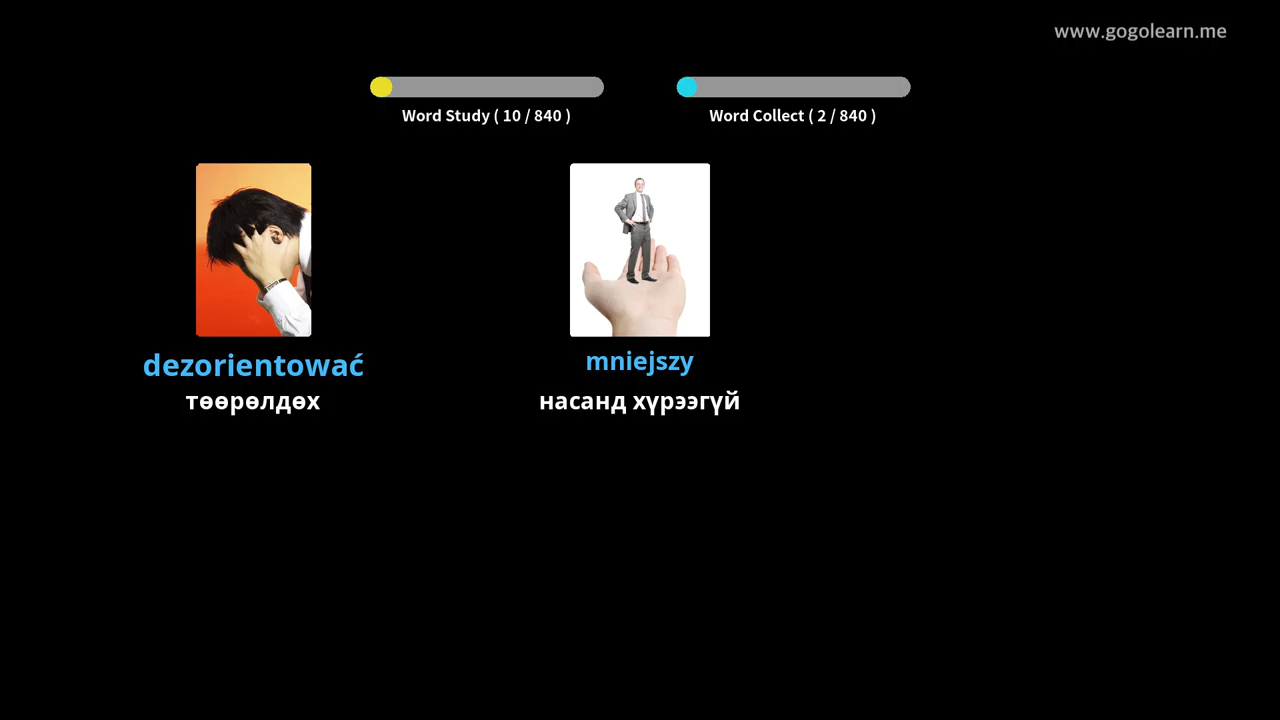 www.gogolearn.me
Word Study ( 10 / 840 )
Word Collect ( 2 / 840 )
dezorientować
төөрөлдөх
mniejszy
насанд хүрээгүй